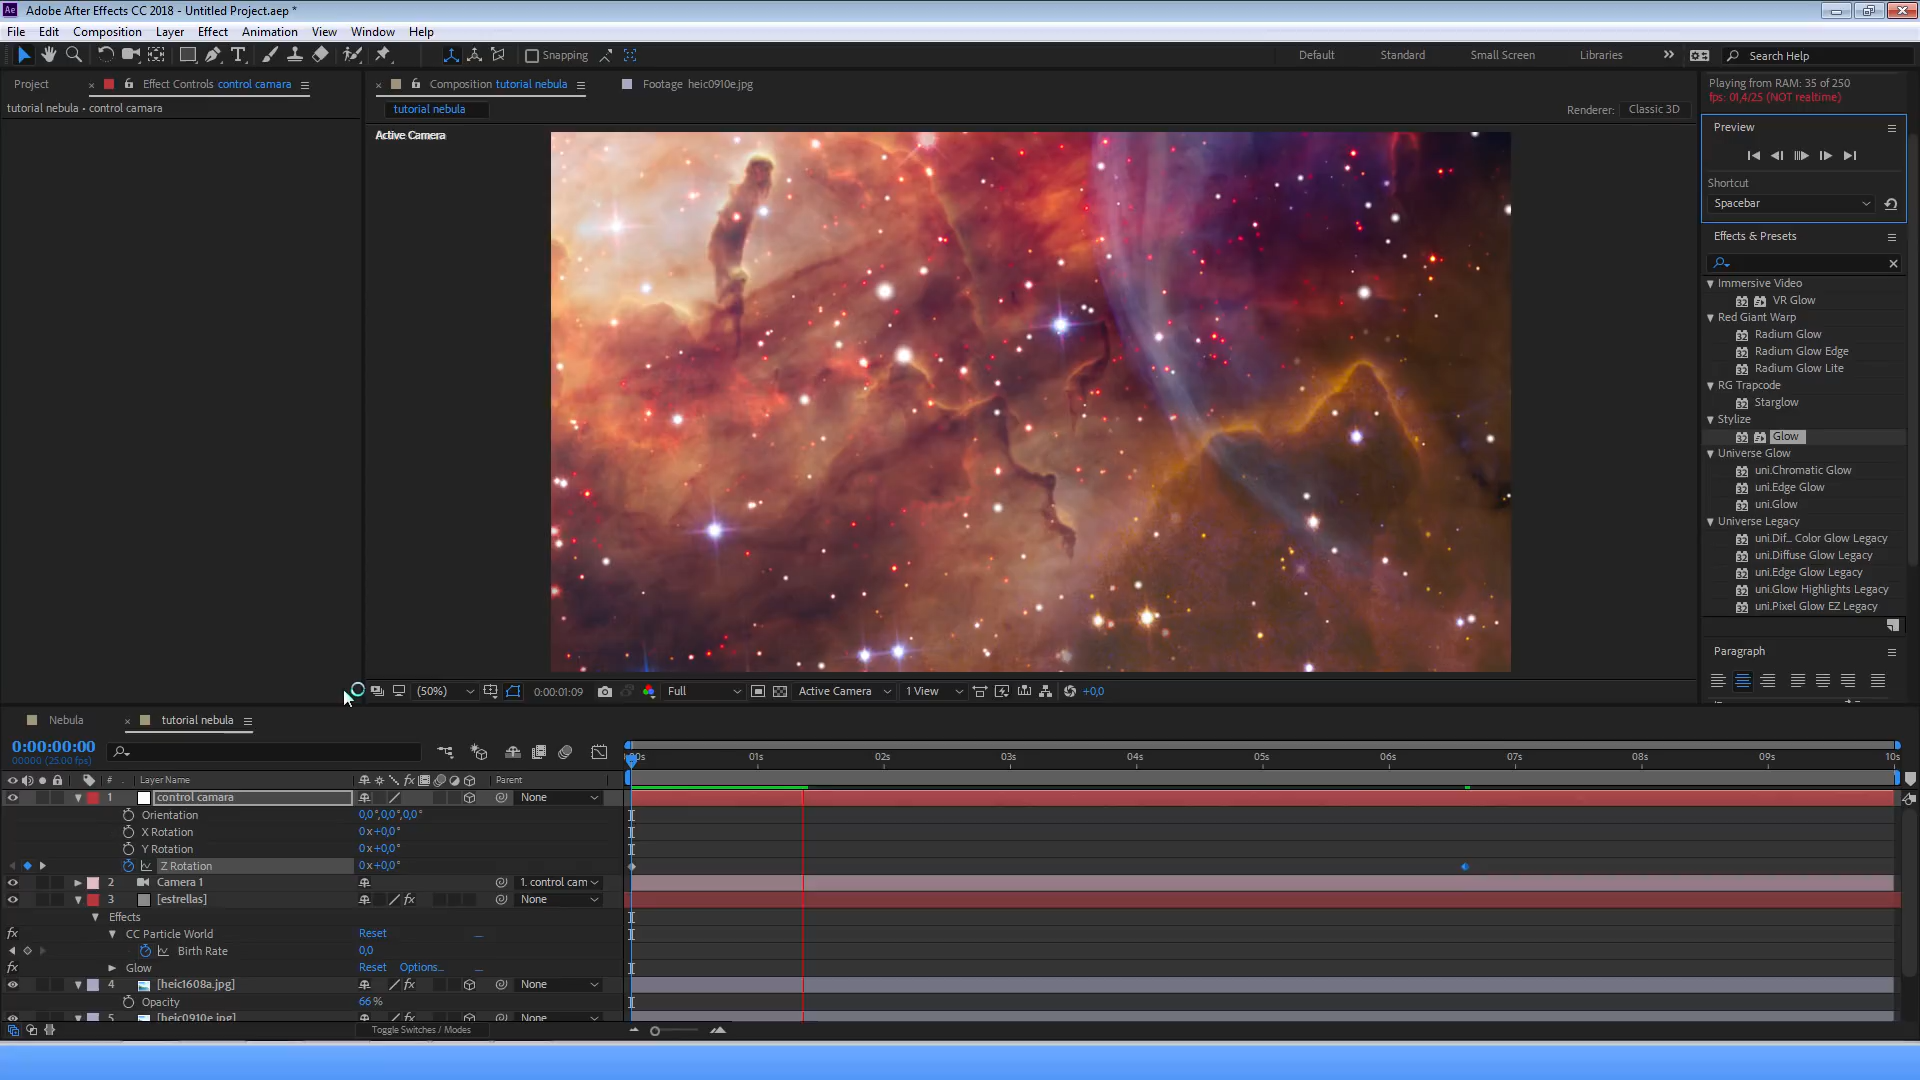 Adobe After Effects CC 2018 - Untitled Project.aep *
File Edit Composition Layer Effect Animation View Window Help
Snapping
Default Standard Small Screen Libraries Search Help
Project Effect Controls control camara
tutorial nebula • control camara
Composition tutorial nebula Footage heic0910e.jpg
tutorial nebula
Renderer: Classic 3D
Active Camera
Playing from RAM: 35 of 250
fps: 01,4/25 (NOT realtime)
Preview
Shortcut
Spacebar
Effects & Presets
Immersive Video
VR Glow
Red Giant Warp
Radium Glow
Radium Glow Edge
Radium Glow Lite
RG Trapcode
Starglow
Stylize
Glow
Universe Glow
uni.Chromatic Glow
uni.Edge Glow
uni.Glow
Universe Legacy
uni.Dif... Color Glow Legacy
uni.Diffuse Glow Legacy
uni.Edge Glow Legacy
uni.Glow Highlights Legacy
uni.Pixel Glow EZ Legacy
Paragraph
(50%) 0:00:01:09 Full Active Camera 1 View +0,0
Nebula tutorial nebula
0:00:00:00
00000 (25.00 fps)
01s 02s 03s 04s 05s 06s 07s 08s 09s 10s
# Layer Name Parent
1 control camara None
Orientation 0,0°,0,0°,0,0°
X Rotation 0x+0,0°
Y Rotation 0x+0,0°
Z Rotation 0x+0,0°
2 Camera 1 1. control cam
3 [estrellas] None
Effects
CC Particle World Reset
Birth Rate 0,0
Glow Reset Options...
4 [heic1608a.jpg] None
Opacity 66%
5 [heic0910e.jpg] None
Toggle Switches / Modes